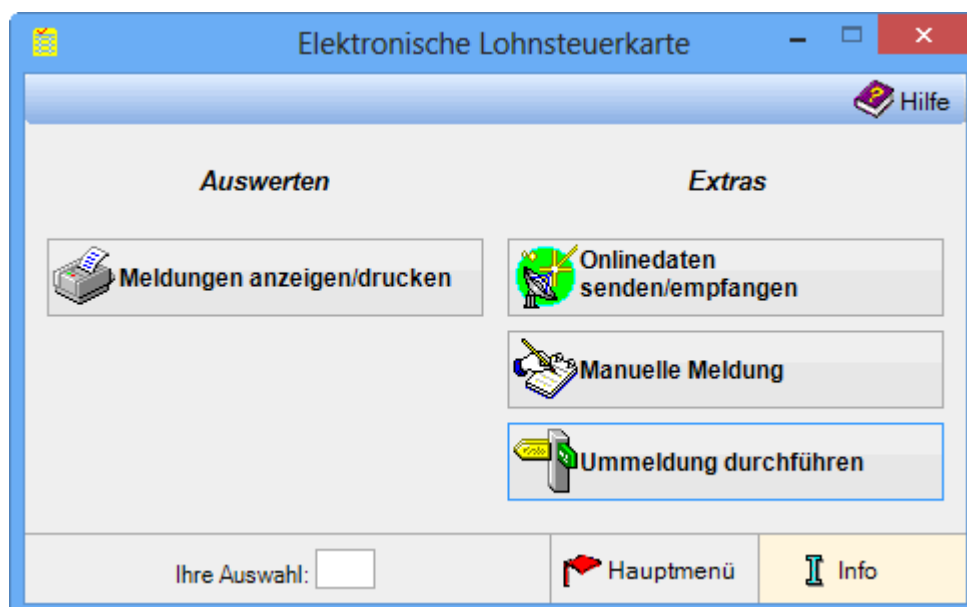 Elektronische Lohnsteuerkarte
Hilfe
Auswerten
Extras
Meldungen anzeigen/drucken
Onlinedaten
senden/empfangen
Manuelle Meldung
Ummeldung durchführen
Ihre Auswahl:
Hauptmenü
Info